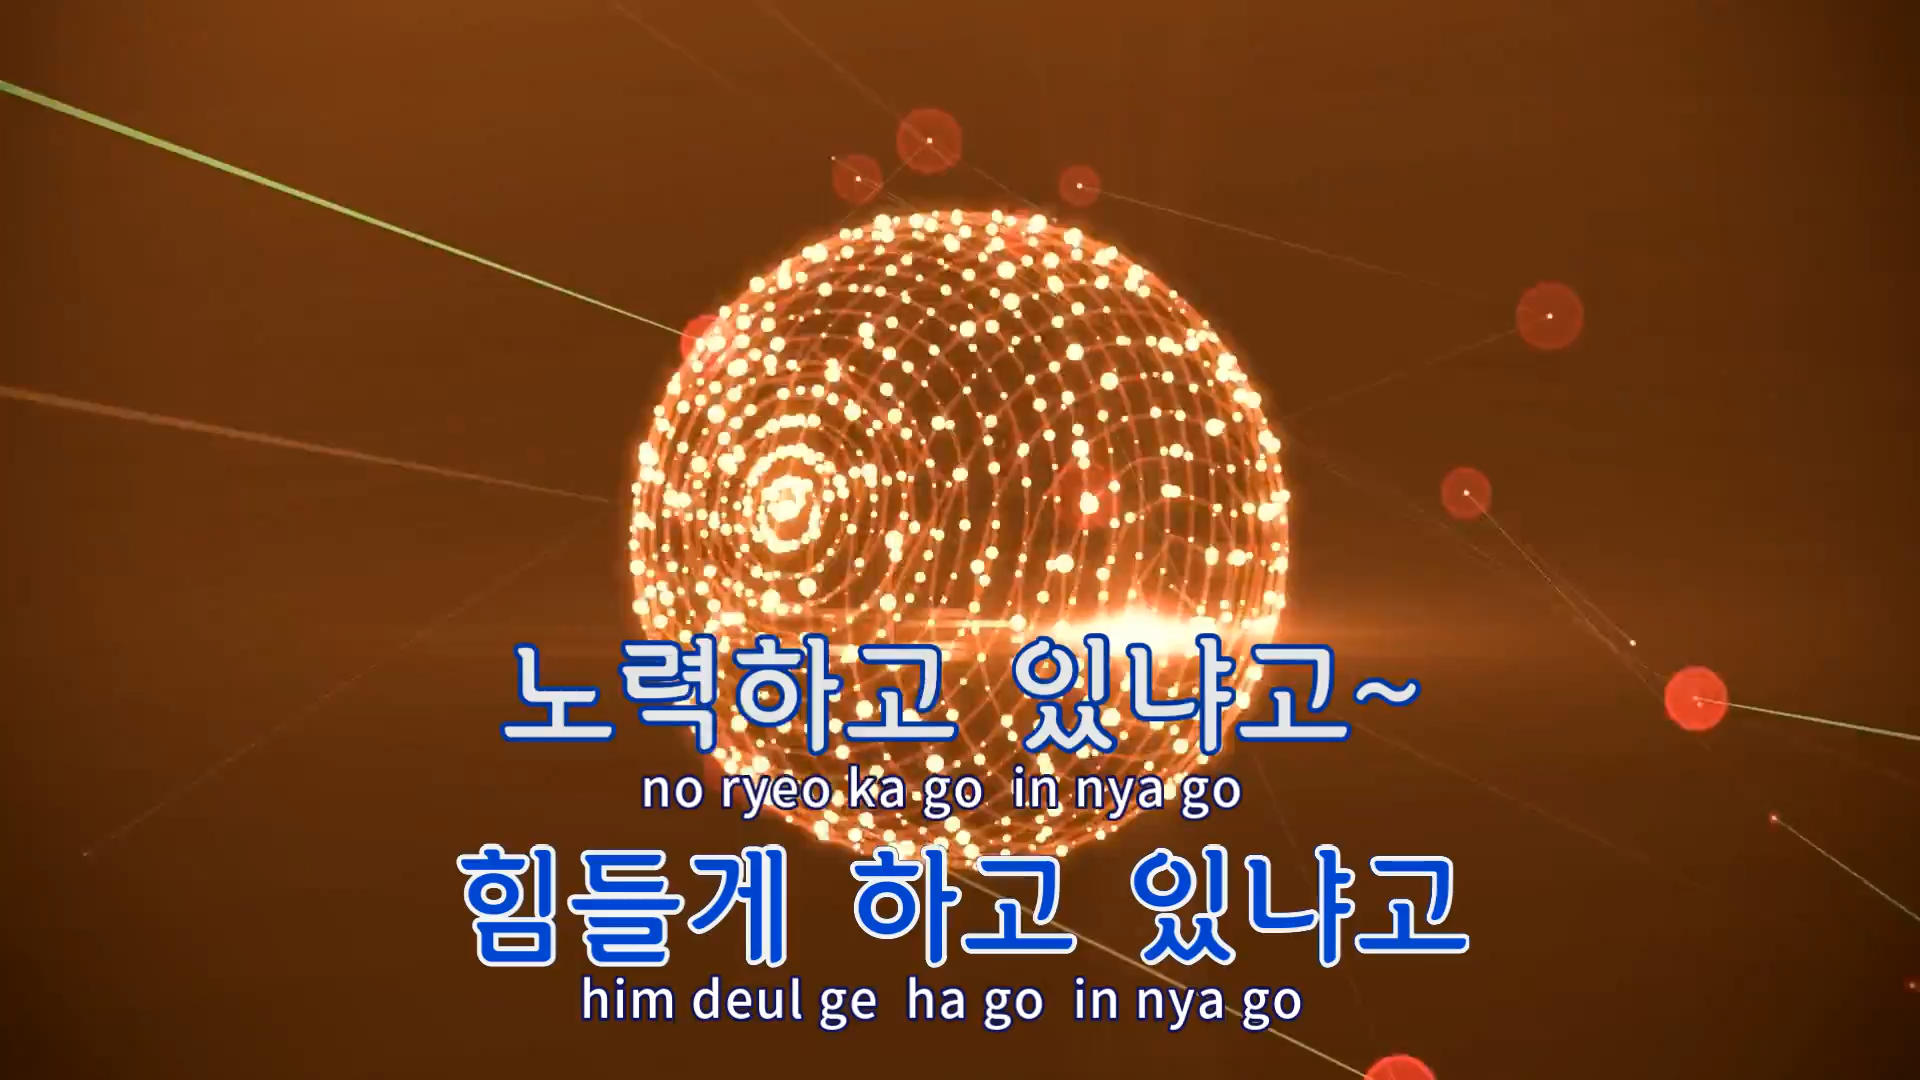 노력하고 있냐고~
no ryeo ka go in nya go
힘들게 하고 있냐고
him deul ge ha go in nya go